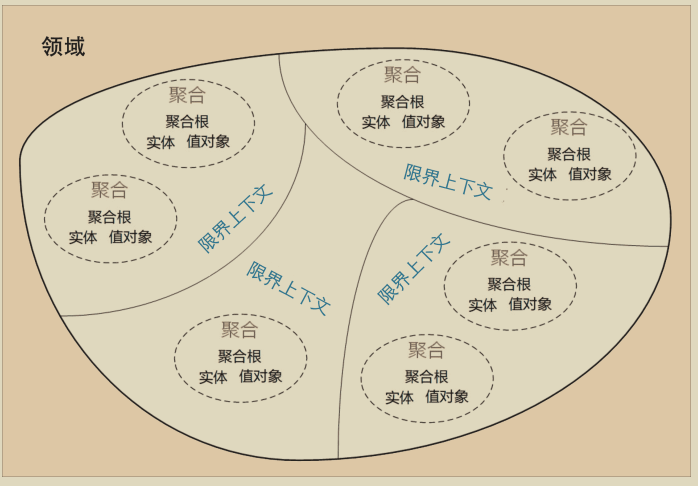 领域
聚合
聚合根
实体 值对象
聚合
聚合根
实体 值对象
限界上下文
聚合
聚合根
实体 值对象
聚合
聚合根
实体 值对象
限界上下文
限界上下文
聚合
聚合根
实体 值对象
限界上下文
聚合
聚合根
实体 值对象
聚合
聚合根
实体 值对象